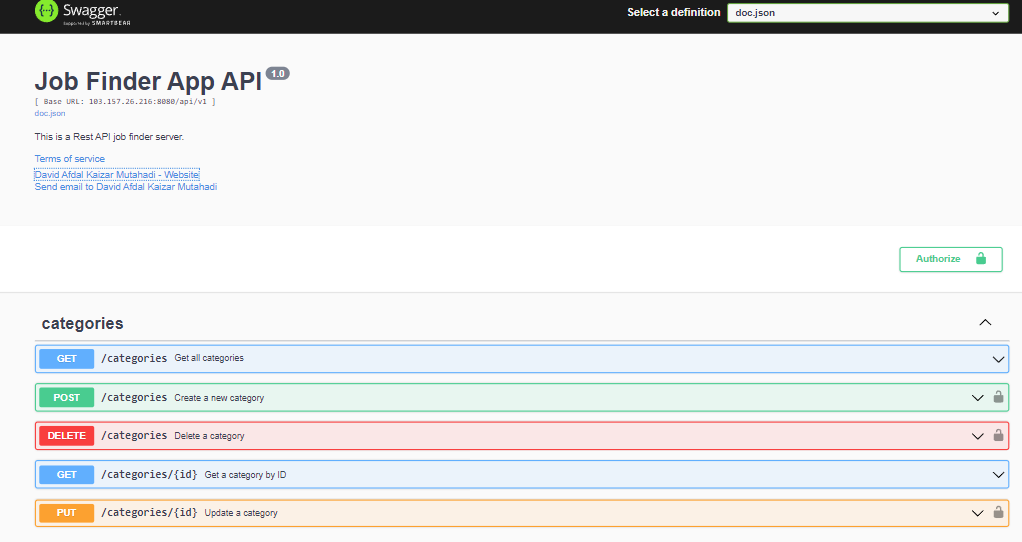 Swagger.
Supported by SMARTBEAR
Select a definition
doc.json
Job Finder App API 1.0
[ Base URL: 103.157.26.216:8080/api/v1 ]
doc.json
This is a Rest API job finder server.
Terms of service
David Afdal Kaizar Mutahadi - Website
Send email to David Afdal Kaizar Mutahadi
Authorize
categories
GET /categories Get all categories
POST /categories Create a new category
DELETE /categories Delete a category
GET /categories/{id} Get a category by ID
PUT /categories/{id} Update a category